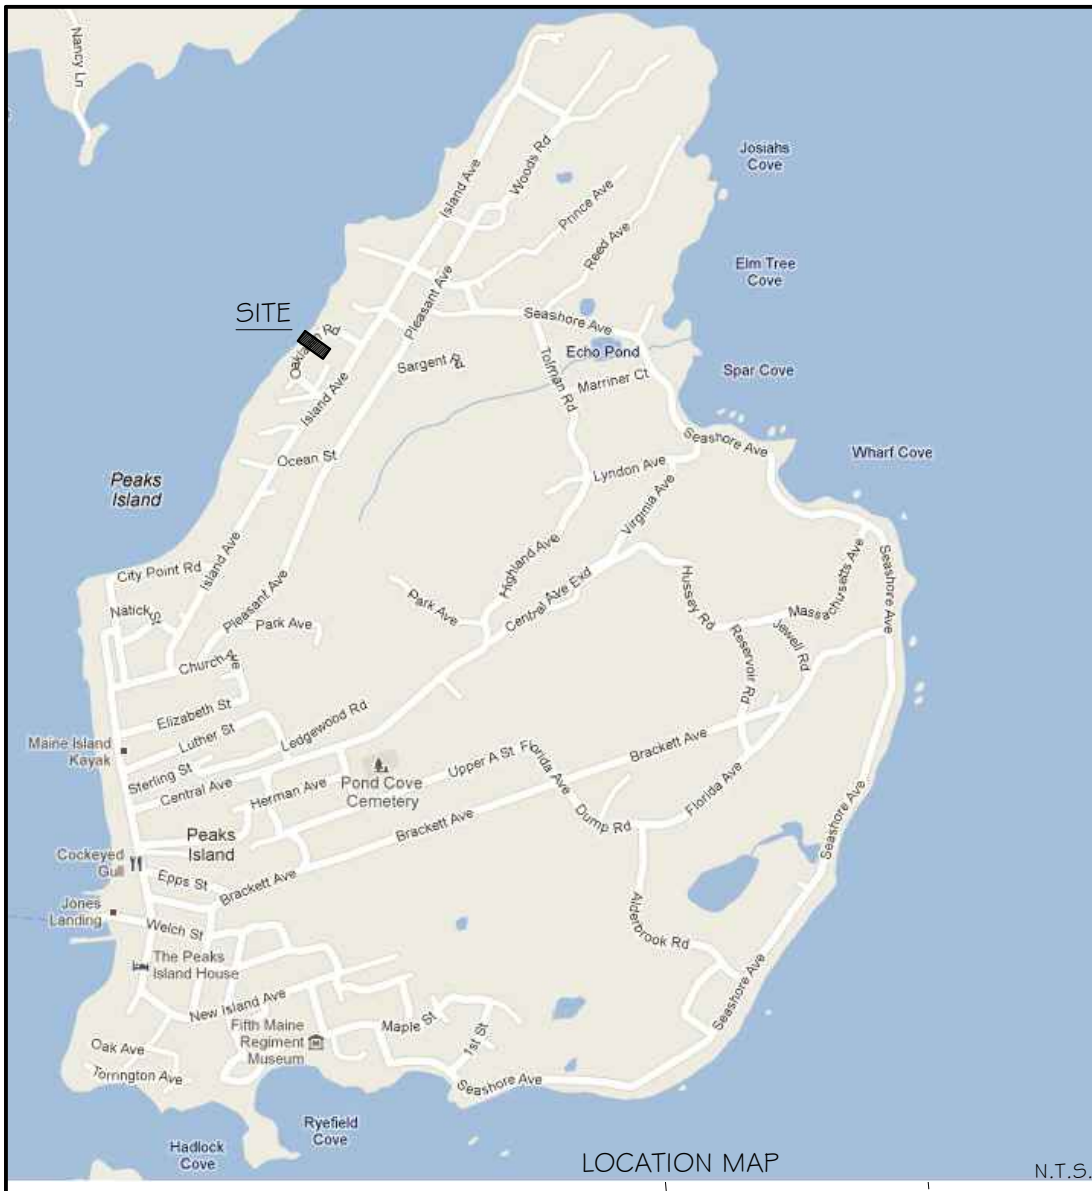 Nancy Ln
Josiahs
Cove
Island Ave
Woods Rd
Prince Ave
Reed Ave
Elm Tree
Cove
SITE
Pleasant Ave
Seashore Ave
Oakland Rd
Sargent Rd
Echo Pond
Tolman Rd
Marriner Ct
Spar Cove
Island Ave
Ocean St
Seashore Ave
Wharf Cove
Lyndon Ave
Peaks
Island
Virginia Ave
Highland Ave
Island Ave
City Point Rd
Pleasant Ave
Central Ave Exd
Hussey Rd
Massachusetts Ave
Seashore Ave
Natick St
Park Ave
Park Ave
Jewell Rd
Reservoir Rd
Church Ave
Elizabeth St
Luther St
Ledgewood Rd
Maine Island
Kayak
Sterling St
Central Ave
Herman Ave
Pond Cove
Cemetery
Upper A St
Florida Ave
Brackett Ave
Brackett Ave
Florida Ave
Dump Rd
Seashore Ave
Peaks
Island
Cockeyed
Gull
Epps St
Brackett Ave
Jones
Landing
Welch St
Alderbrook Rd
The Peaks
Island House
New Island Ave
Seashore Ave
Fifth Maine
Regiment
Museum
Maple St
1st St
Oak Ave
Torrington Ave
Seashore Ave
Ryefield
Cove
Hadlock
Cove
LOCATION MAP
N.T.S.